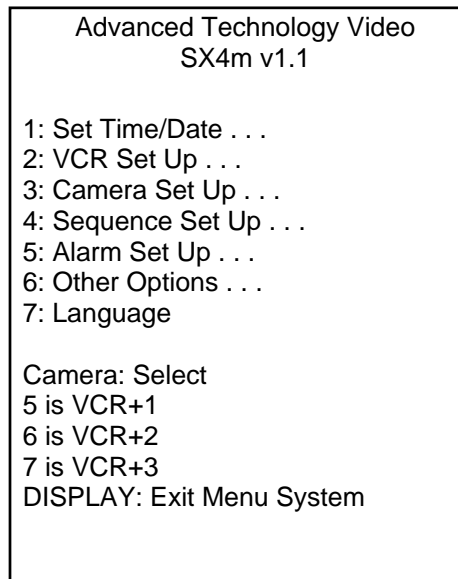 Advanced Technology Video
SX4m v1.1
1: Set Time/Date . . .
2: VCR Set Up . . .
3: Camera Set Up . . .
4: Sequence Set Up . . .
5: Alarm Set Up . . .
6: Other Options . . .
7: Language
Camera: Select
5 is VCR+1
6 is VCR+2
7 is VCR+3
DISPLAY: Exit Menu System